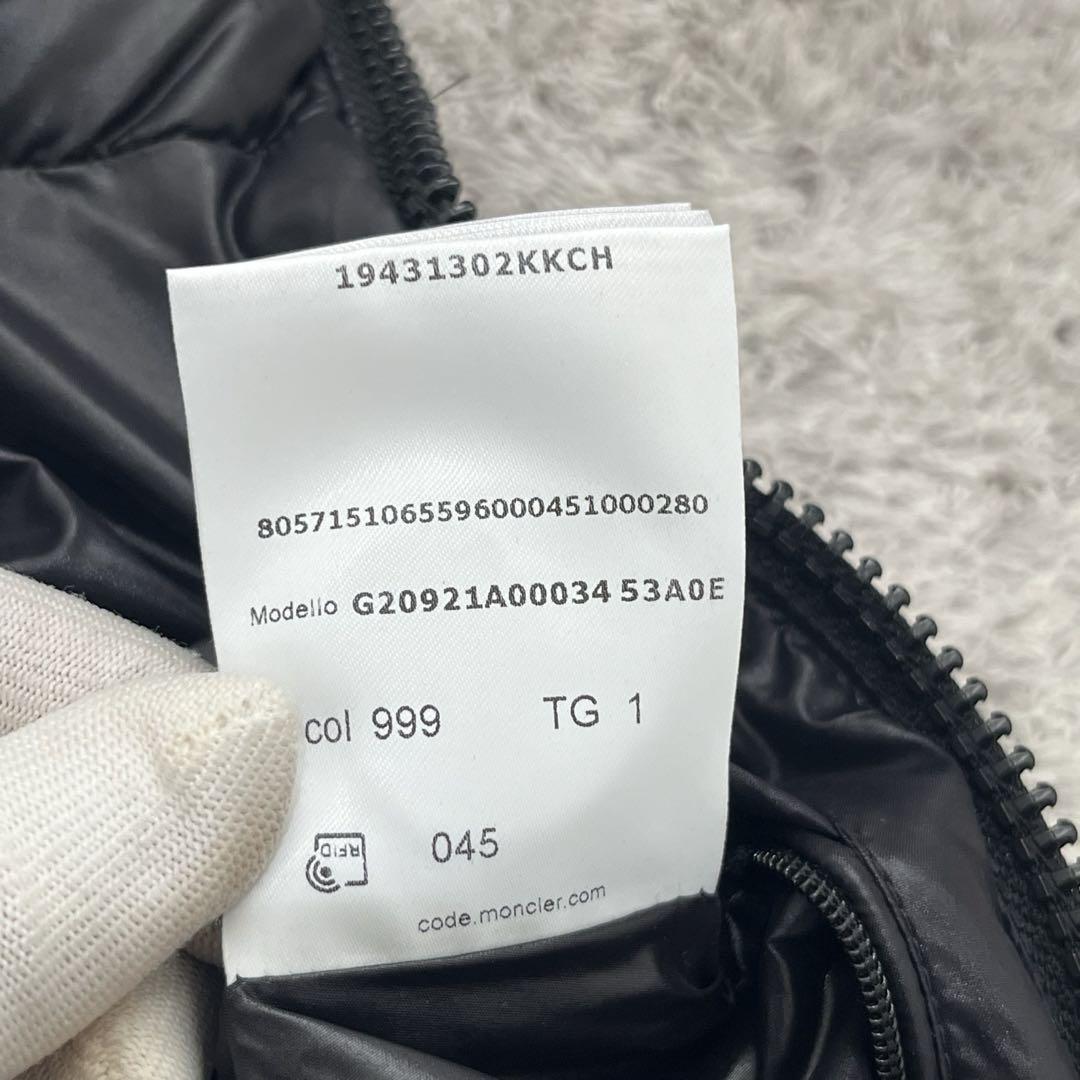 19431302KKCH
8057151065596000451000280
Modello G20921A00034 53A0E
col 999 TG 1
RFID 045
code.moncler.com